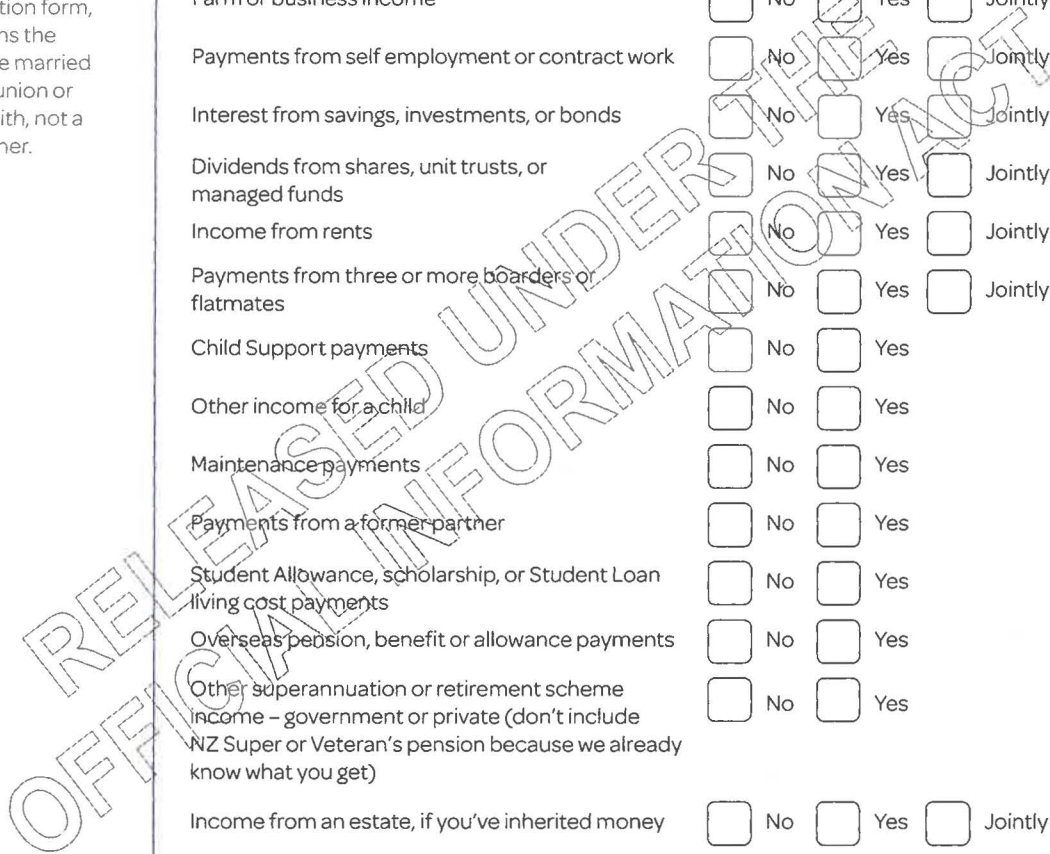 tion form,
ns the
e married
union or
ith, not a
ner.
Farm or business income No Yes Jointly
Payments from self employment or contract work No Yes Jointly
Interest from savings, investments, or bonds No Yes Jointly
Dividends from shares, unit trusts, or
managed funds No Yes Jointly
Income from rents No Yes Jointly
Payments from three or more boarders or
flatmates No Yes Jointly
Child Support payments No Yes
Other income for a child No Yes
Maintenance payments No Yes
Payments from a former partner No Yes
Student Allowance, scholarship, or Student Loan
living cost payments No Yes
Overseas pension, benefit or allowance payments No Yes
Other superannuation or retirement scheme
income – government or private (don't include
NZ Super or Veteran's pension because we already
know what you get) No Yes
Income from an estate, if you've inherited money No Yes Jointly
RELEASED UNDER THE
OFFICIAL INFORMATION ACT